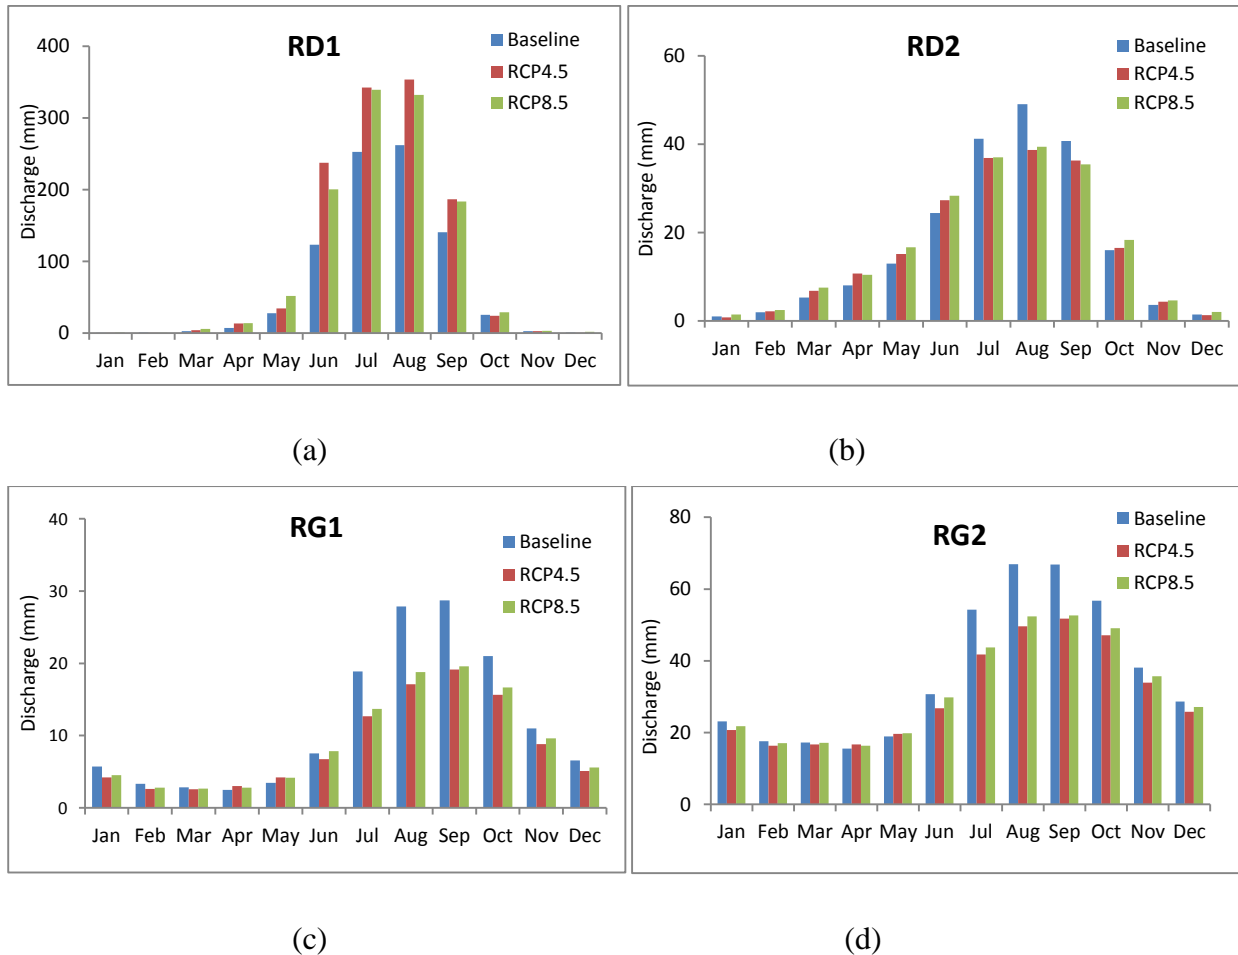 RD1
Baseline
RCP4.5
RCP8.5
Discharge (mm)
400
300
200
100
0
Jan Feb Mar Apr May Jun Jul Aug Sep Oct Nov Dec
(a)
RD2
Baseline
RCP4.5
RCP8.5
Discharge (mm)
60
40
20
0
Jan Feb Mar Apr May Jun Jul Aug Sep Oct Nov Dec
(b)
RG1
Baseline
RCP4.5
RCP8.5
Discharge (mm)
40
30
20
10
0
Jan Feb Mar Apr May Jun Jul Aug Sep Oct Nov Dec
(c)
RG2
Baseline
RCP4.5
RCP8.5
Discharge (mm)
80
60
40
20
0
Jan Feb Mar Apr May Jun Jul Aug Sep Oct Nov Dec
(d)